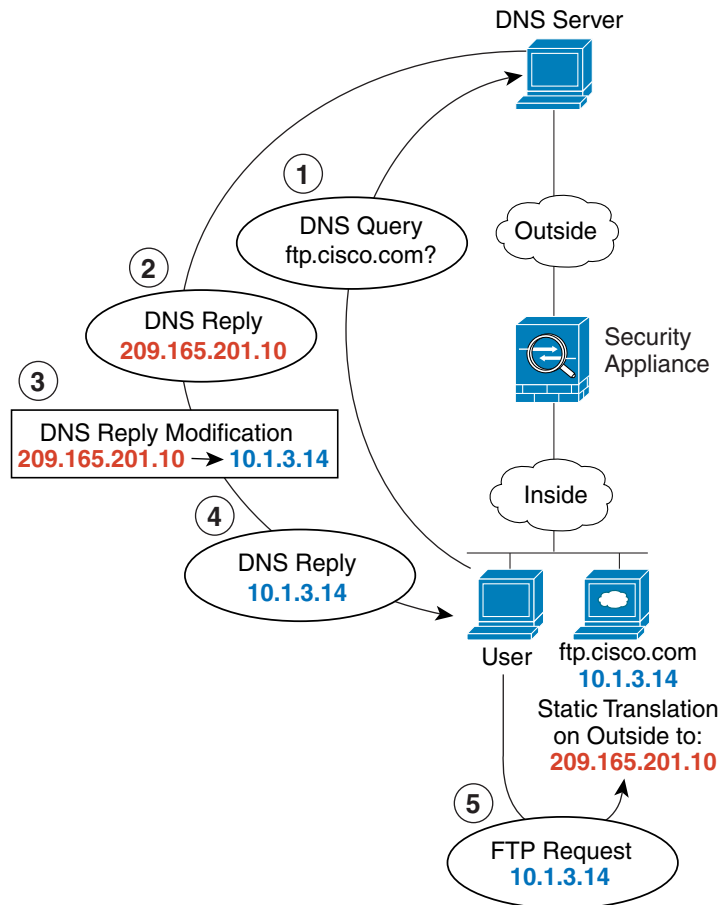 DNS Server
1
DNS Query
ftp.cisco.com?
Outside
2
DNS Reply
209.165.201.10
Security
Appliance
3
DNS Reply Modification
209.165.201.10 → 10.1.3.14
Inside
4
DNS Reply
10.1.3.14
User
ftp.cisco.com
10.1.3.14
Static Translation
on Outside to:
209.165.201.10
5
FTP Request
10.1.3.14